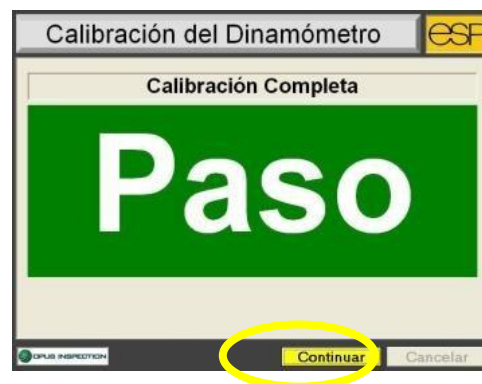 Calibración del Dinamómetro
esp
Calibración Completa
Paso
OPUS INSPECTION
Continuar
Cancelar